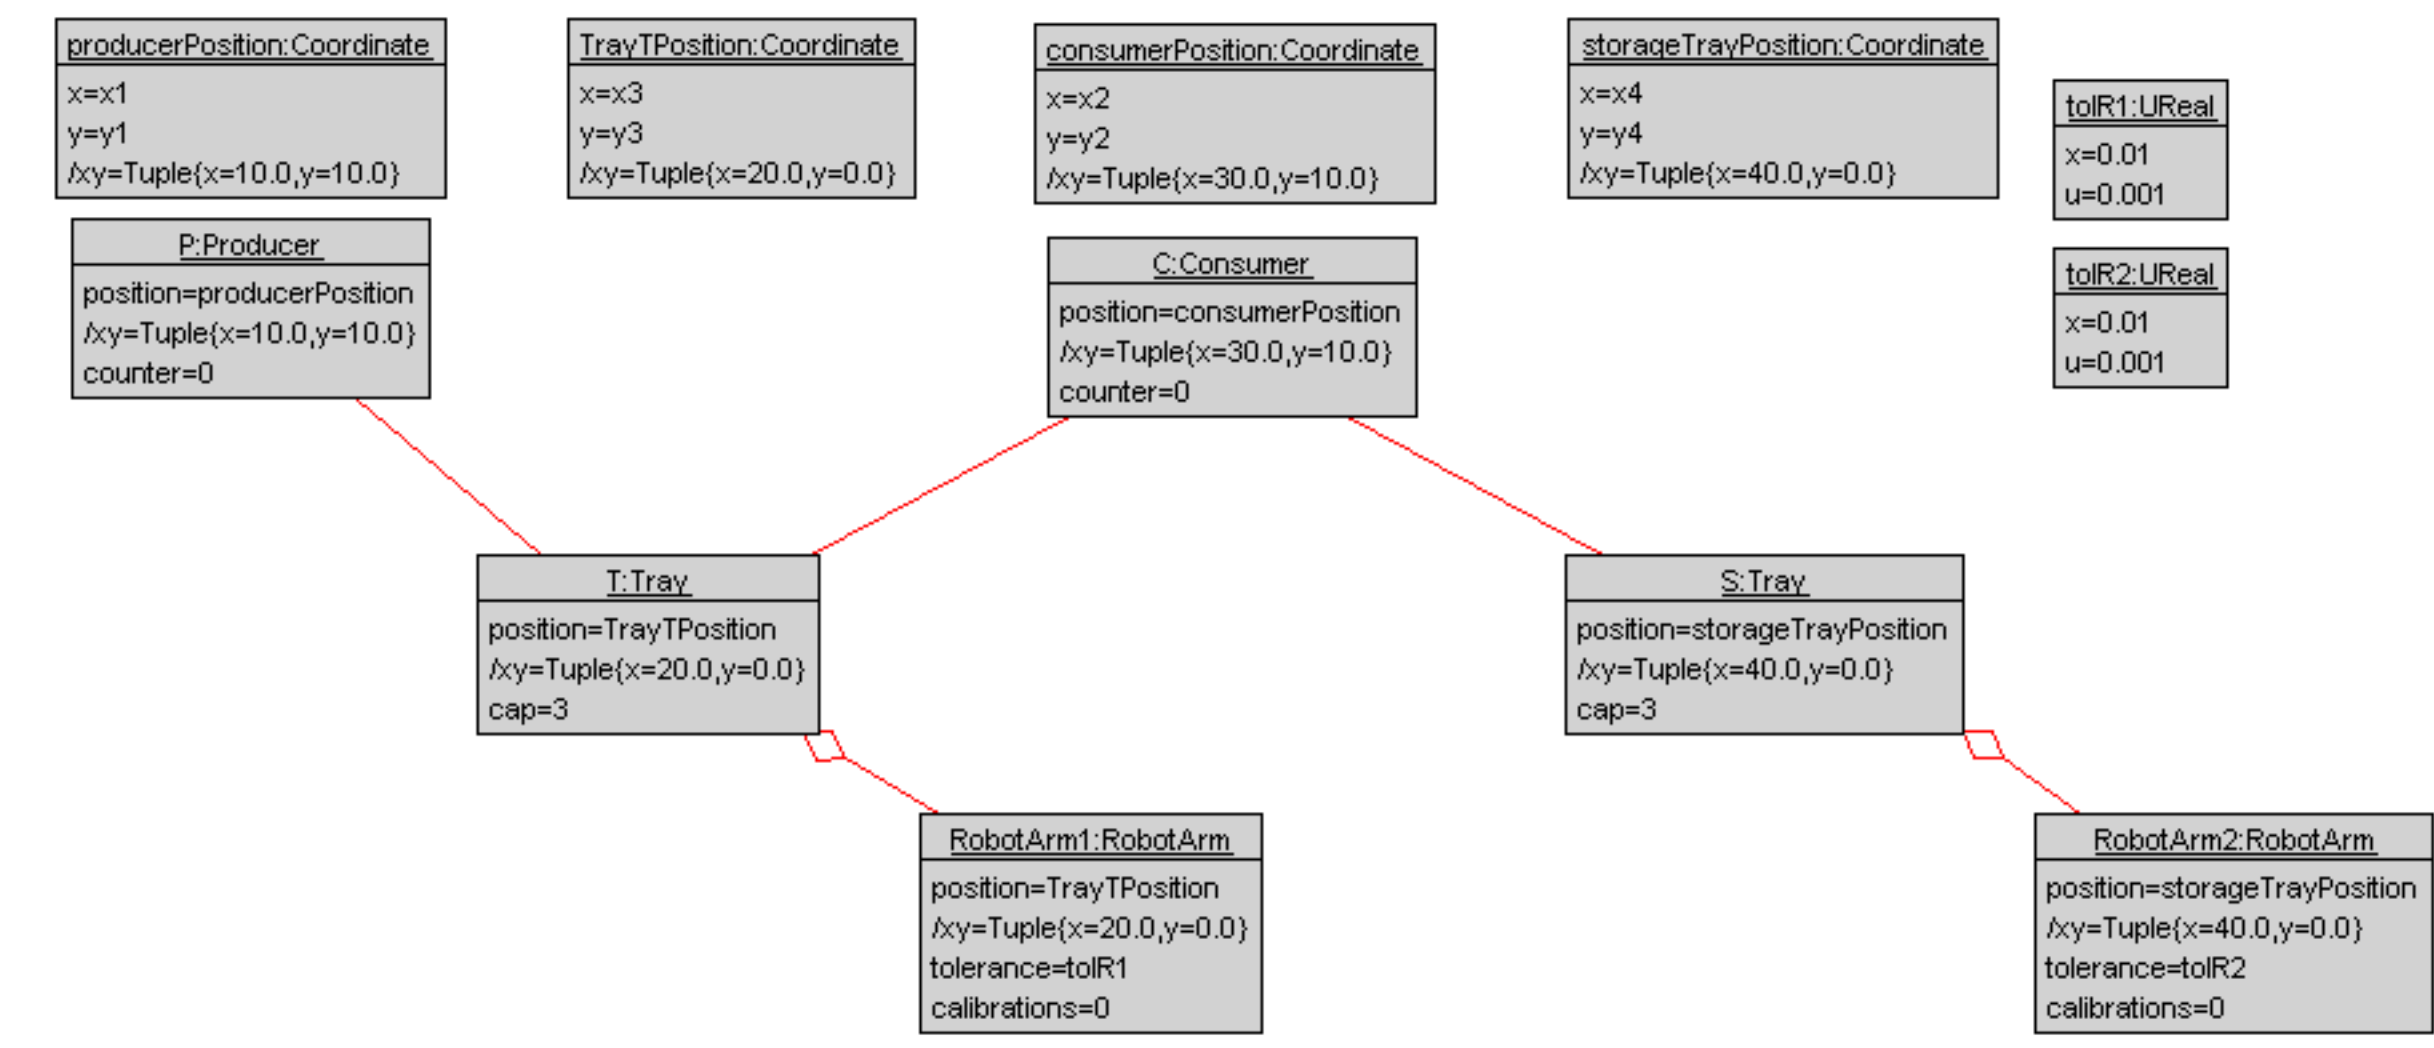 producerPosition:Coordinate
x=x1
y=y1
/xy=Tuple{x=10.0,y=10.0}
TrayTPosition:Coordinate
x=x3
y=y3
/xy=Tuple{x=20.0,y=0.0}
consumerPosition:Coordinate
x=x2
y=y2
/xy=Tuple{x=30.0,y=10.0}
storageTrayPosition:Coordinate
x=x4
y=y4
/xy=Tuple{x=40.0,y=0.0}
tolR1:UReal
x=0.01
u=0.001
P:Producer
position=producerPosition
/xy=Tuple{x=10.0,y=10.0}
counter=0
C:Consumer
position=consumerPosition
/xy=Tuple{x=30.0,y=10.0}
counter=0
tolR2:UReal
x=0.01
u=0.001
T:Tray
position=TrayTPosition
/xy=Tuple{x=20.0,y=0.0}
cap=3
S:Tray
position=storageTrayPosition
/xy=Tuple{x=40.0,y=0.0}
cap=3
RobotArm1:RobotArm
position=TrayTPosition
/xy=Tuple{x=20.0,y=0.0}
tolerance=tolR1
calibrations=0
RobotArm2:RobotArm
position=storageTrayPosition
/xy=Tuple{x=40.0,y=0.0}
tolerance=tolR2
calibrations=0